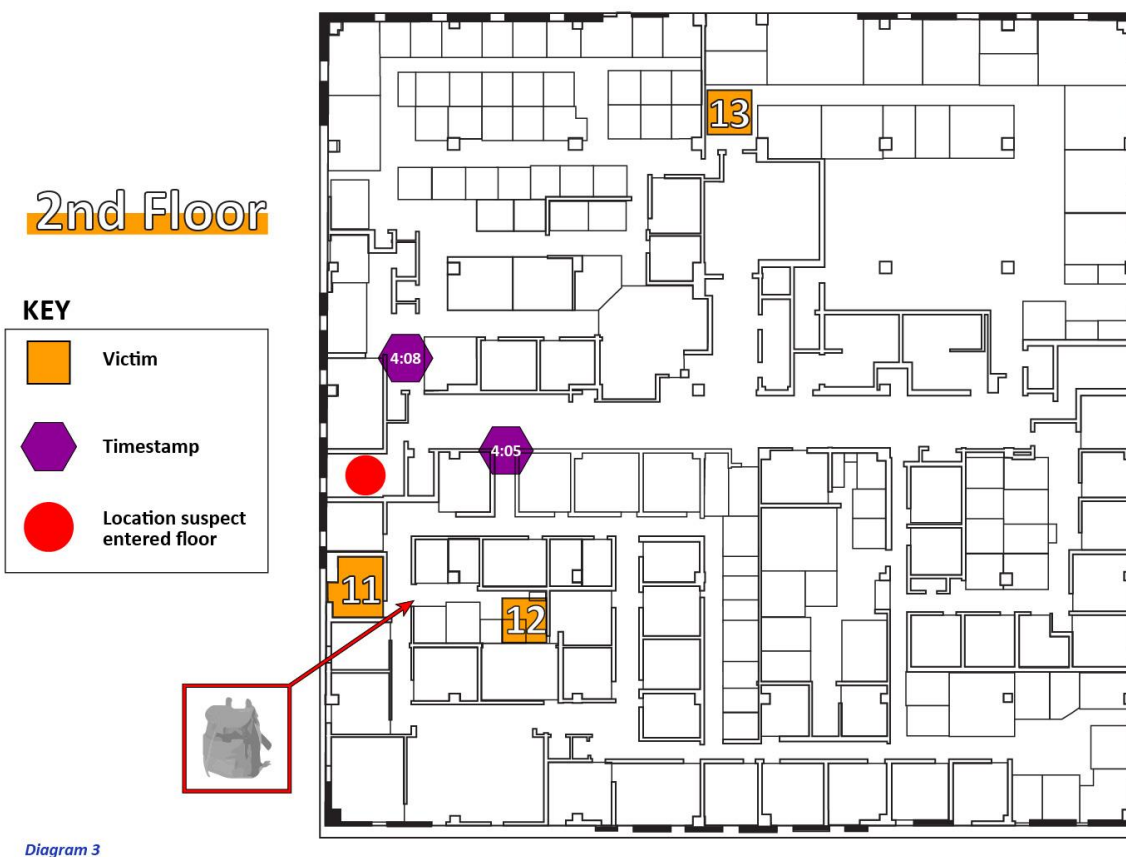 2nd Floor
KEY
Victim
Timestamp
Location suspect
entered floor
13
4:08
4:05
11
12
Diagram 3